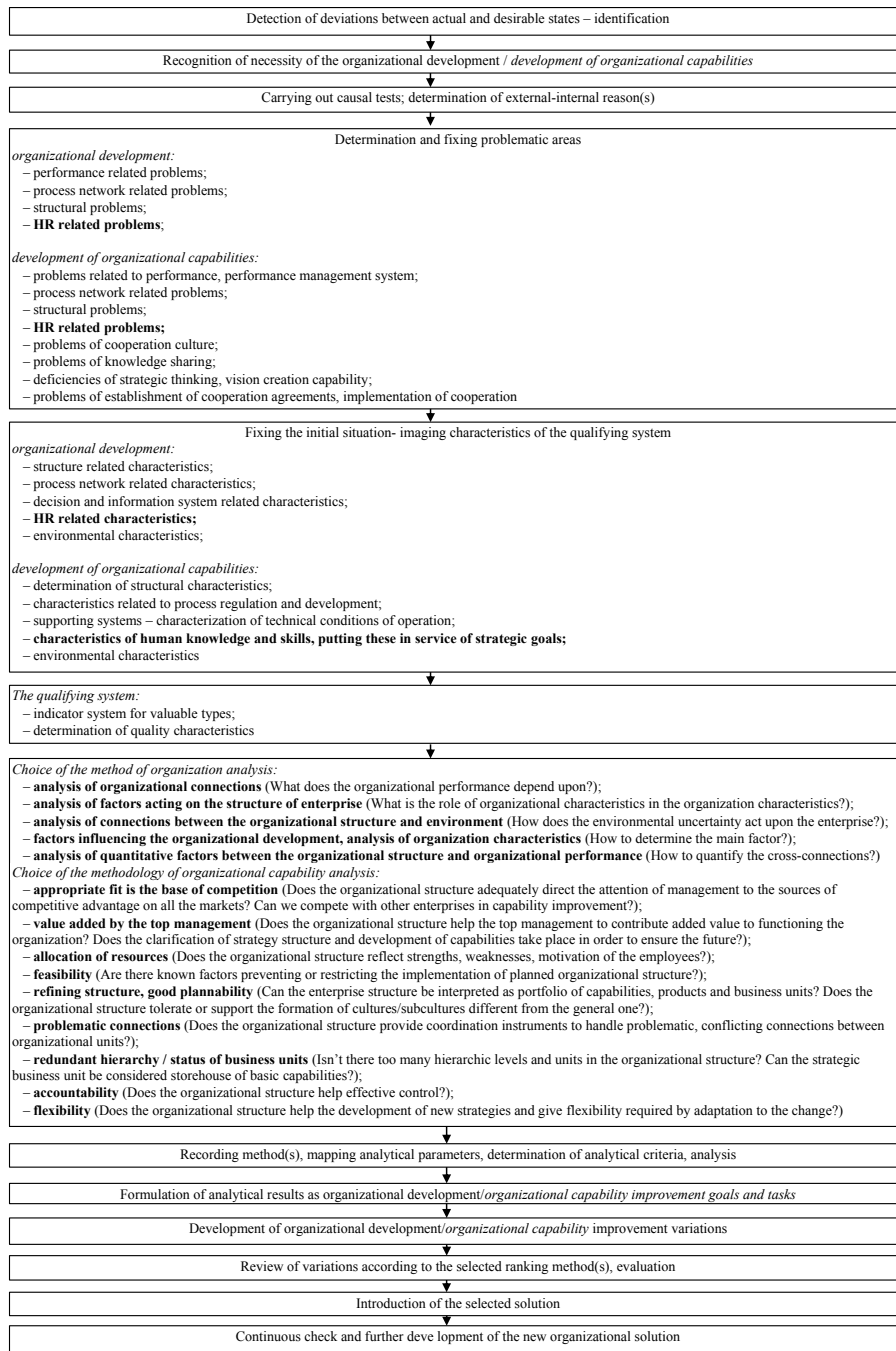 Detection of deviations between actual and desirable states – identification
Recognition of necessity of the organizational development / development of organizational capabilities
Carrying out causal tests; determination of external-internal reason(s)
Determination and fixing problematic areas
organizational development:
– performance related problems;
– process network related problems;
– structural problems;
– HR related problems;
development of organizational capabilities:
– problems related to performance, performance management system;
– process network related problems;
– structural problems;
– HR related problems;
– problems of cooperation culture;
– problems of knowledge sharing;
– deficiencies of strategic thinking, vision creation capability;
– problems of establishment of cooperation agreements, implementation of cooperation
Fixing the initial situation- imaging characteristics of the qualifying system
organizational development:
– structure related characteristics;
– process network related characteristics;
– decision and information system related characteristics;
– HR related characteristics;
– environmental characteristics;
development of organizational capabilities:
– determination of structural characteristics;
– characteristics related to process regulation and development;
– supporting systems – characterization of technical conditions of operation;
– characteristics of human knowledge and skills, putting these in service of strategic goals;
– environmental characteristics
The qualifying system:
– indicator system for valuable types;
– determination of quality characteristics
Choice of the method of organization analysis:
– analysis of organizational connections (What does the organizational performance depend upon?);
– analysis of factors acting on the structure of enterprise (What is the role of organizational characteristics in the organization characteristics?);
– analysis of connections between the organizational structure and environment (How does the environmental uncertainty act upon the enterprise?);
– factors influencing the organizational development, analysis of organization characteristics (How to determine the main factor?);
– analysis of quantitative factors between the organizational structure and organizational performance (How to quantify the cross-connections?)
Choice of the methodology of organizational capability analysis:
– appropriate fit is the base of competition (Does the organizational structure adequately direct the attention of management to the sources of
competitive advantage on all the markets? Can we compete with other enterprises in capability improvement?);
– value added by the top management (Does the organizational structure help the top management to contribute added value to functioning the
organization? Does the clarification of strategy structure and development of capabilities take place in order to ensure the future?);
– allocation of resources (Does the organizational structure reflect strengths, weaknesses, motivation of the employees?);
– feasibility (Are there known factors preventing or restricting the implementation of planned organizational structure?);
– refining structure, good plannability (Can the enterprise structure be interpreted as portfolio of capabilities, products and business units? Does the
organizational structure tolerate or support the formation of cultures/subcultures different from the general one?);
– problematic connections (Does the organizational structure provide coordination instruments to handle problematic, conflicting connections between
organizational units?);
– redundant hierarchy / status of business units (Isn’t there too many hierarchic levels and units in the organizational structure? Can the strategic
business unit be considered storehouse of basic capabilities?);
– accountability (Does the organizational structure help effective control?);
– flexibility (Does the organizational structure help the development of new strategies and give flexibility required by adaptation to the change?)
Recording method(s), mapping analytical parameters, determination of analytical criteria, analysis
Formulation of analytical results as organizational development/organizational capability improvement goals and tasks
Development of organizational development/organizational capability improvement variations
Review of variations according to the selected ranking method(s), evaluation
Introduction of the selected solution
Continuous check and further deve lopment of the new organizational solution